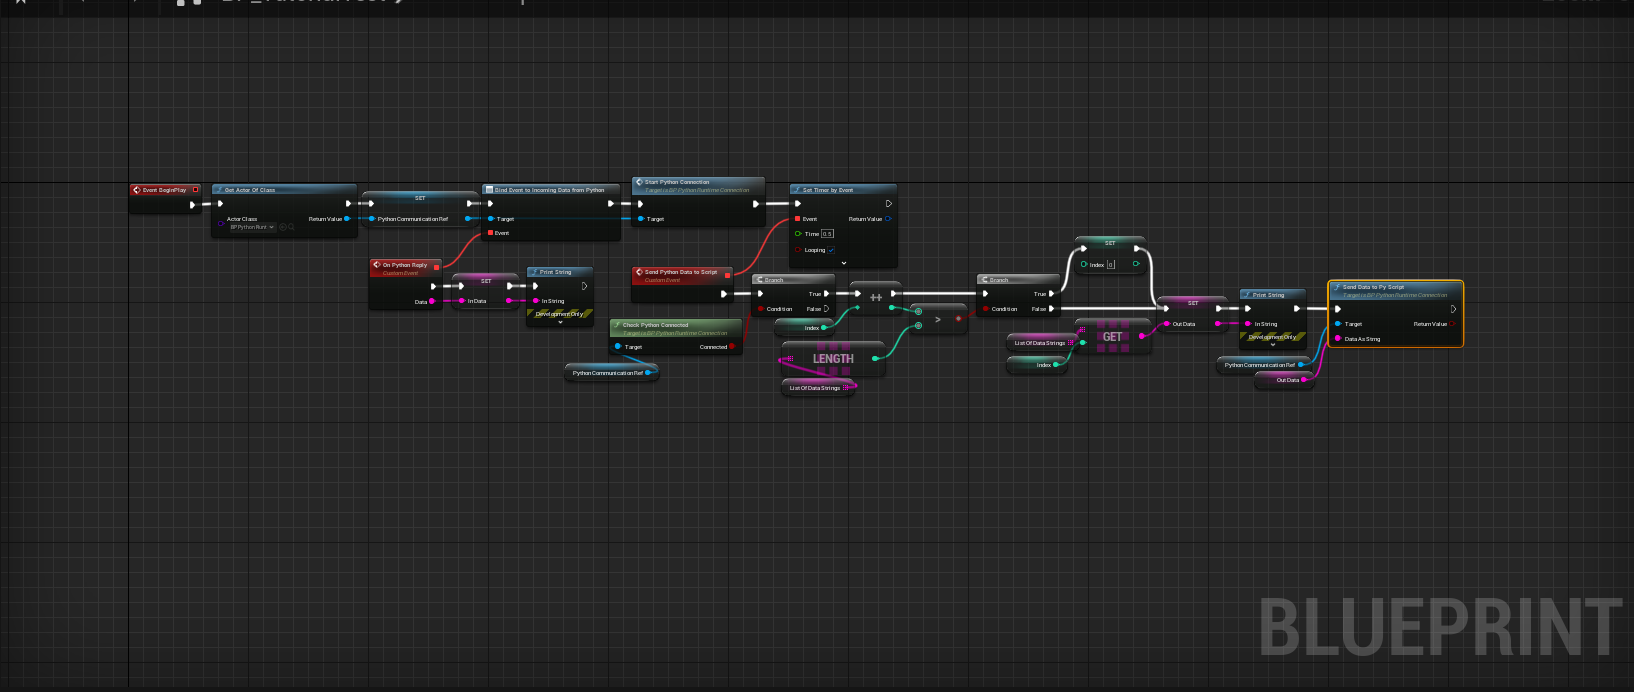 Event BeginPlay
Get Actor Of Class
Actor Class
BP Python Runt
Return Value
SET
Python Communication Ref
Bind Event to Incoming Data from Python
Target
Event
Start Python Connection
Target is BP Python Runtime Connection
Target
Set Timer by Event
Event
Return Value
Time 0.5
Looping
On Python Reply
Custom Event
Data
SET
In Data
Print String
In String
Development Only
Send Python Data to Script
Custom Event
Check Python Connected
Target is BP Python Runtime Connection
Target
Connected
Python Communication Ref
Branch
True
Condition
False
Index
++
>
LENGTH
List Of Data Strings
Branch
True
Condition
False
SET
Index 0
List Of Data Strings
GET
Index
SET
Out Data
Print String
In String
Development Only
Send Data to Py Script
Target is BP Python Runtime Connection
Target
Return Value
Data As String
Python Communication Ref
Out Data
BLUEPRINT